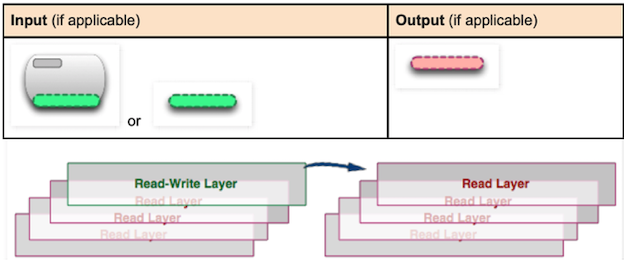 Input (if applicable)
Output (if applicable)
or
Read-Write Layer
Read Layer
Read Layer
Read Layer
Read Layer
Read Layer
Read Layer
Read Layer